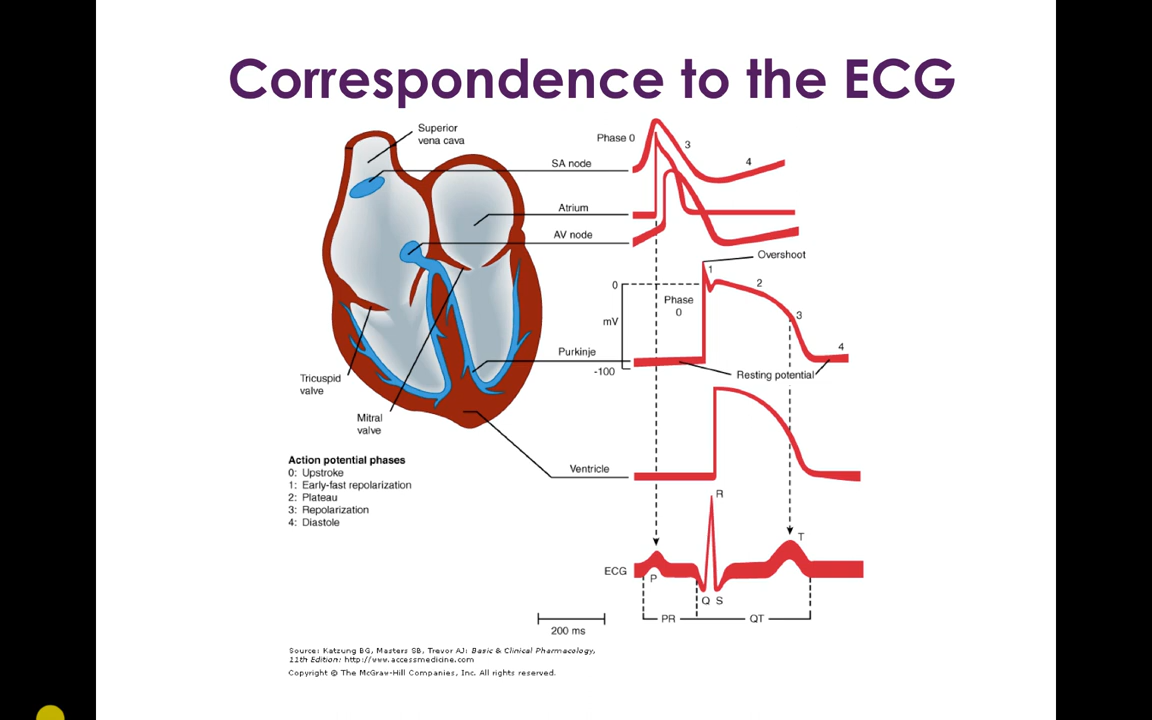 Correspondence to the ECG
Superior
vena cava
SA node
Atrium
AV node
Purkinje
Tricuspid
valve
Mitral
valve
Ventricle
Phase 0
3
4
Overshoot
0
1
2
Phase
0
3
mV
4
-100
Resting potential
Action potential phases
0: Upstroke
1: Early-fast repolarization
2: Plateau
3: Repolarization
4: Diastole
R
T
ECG
P
Q S
PR
QT
200 ms
Source: Katzung BG, Masters SB, Trevor AJ: Basic & Clinical Pharmacology,
11th Edition: http://www.accessmedicine.com
Copyright © The McGraw-Hill Companies, Inc. All rights reserved.